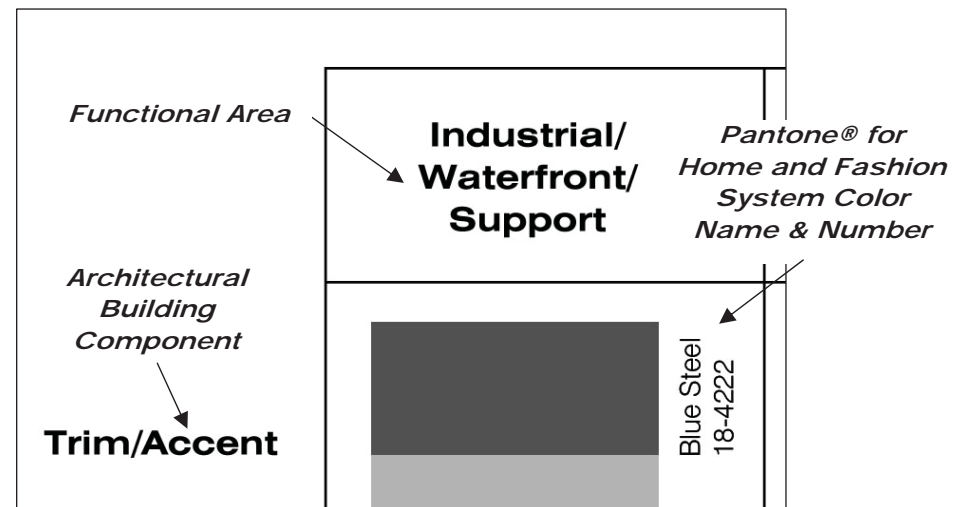 Functional Area
Industrial/
Waterfront/
Support
Pantone® for
Home and Fashion
System Color
Name & Number
Architectural
Building
Component
Trim/Accent
Blue Steel
18-4222